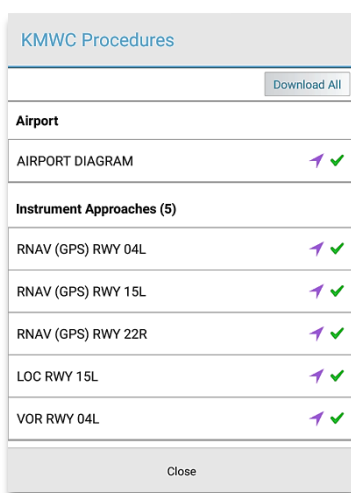 KMWC Procedures
Download All
Airport
AIRPORT DIAGRAM
Instrument Approaches (5)
RNAV (GPS) RWY 04L
RNAV (GPS) RWY 15L
RNAV (GPS) RWY 22R
LOC RWY 15L
VOR RWY 04L
Close